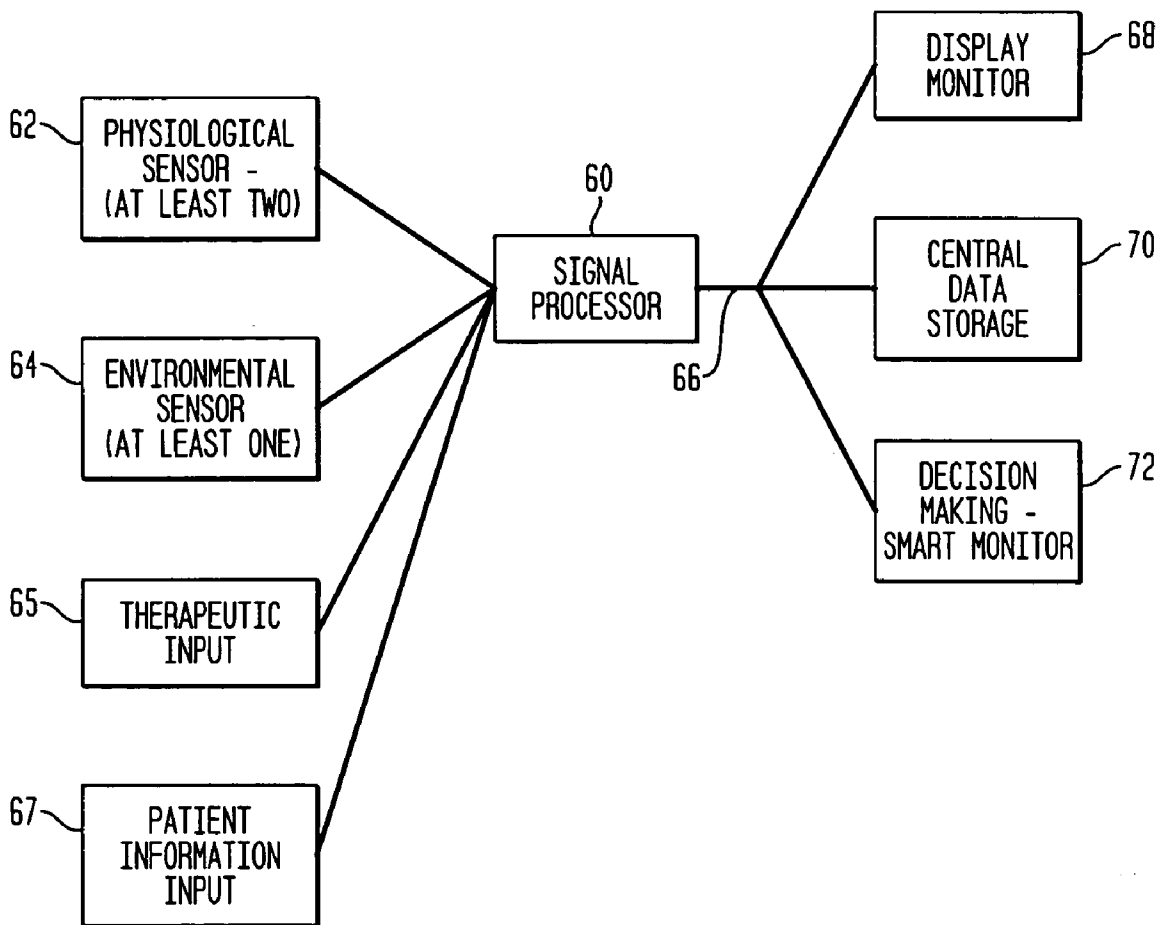 62
PHYSIOLOGICAL
SENSOR -
(AT LEAST TWO)
64
ENVIRONMENTAL
SENSOR
(AT LEAST ONE)
65
THERAPEUTIC
INPUT
67
PATIENT
INFORMATION
INPUT
60
SIGNAL
PROCESSOR
66
68
DISPLAY
MONITOR
70
CENTRAL
DATA
STORAGE
72
DECISION
MAKING -
SMART MONITOR